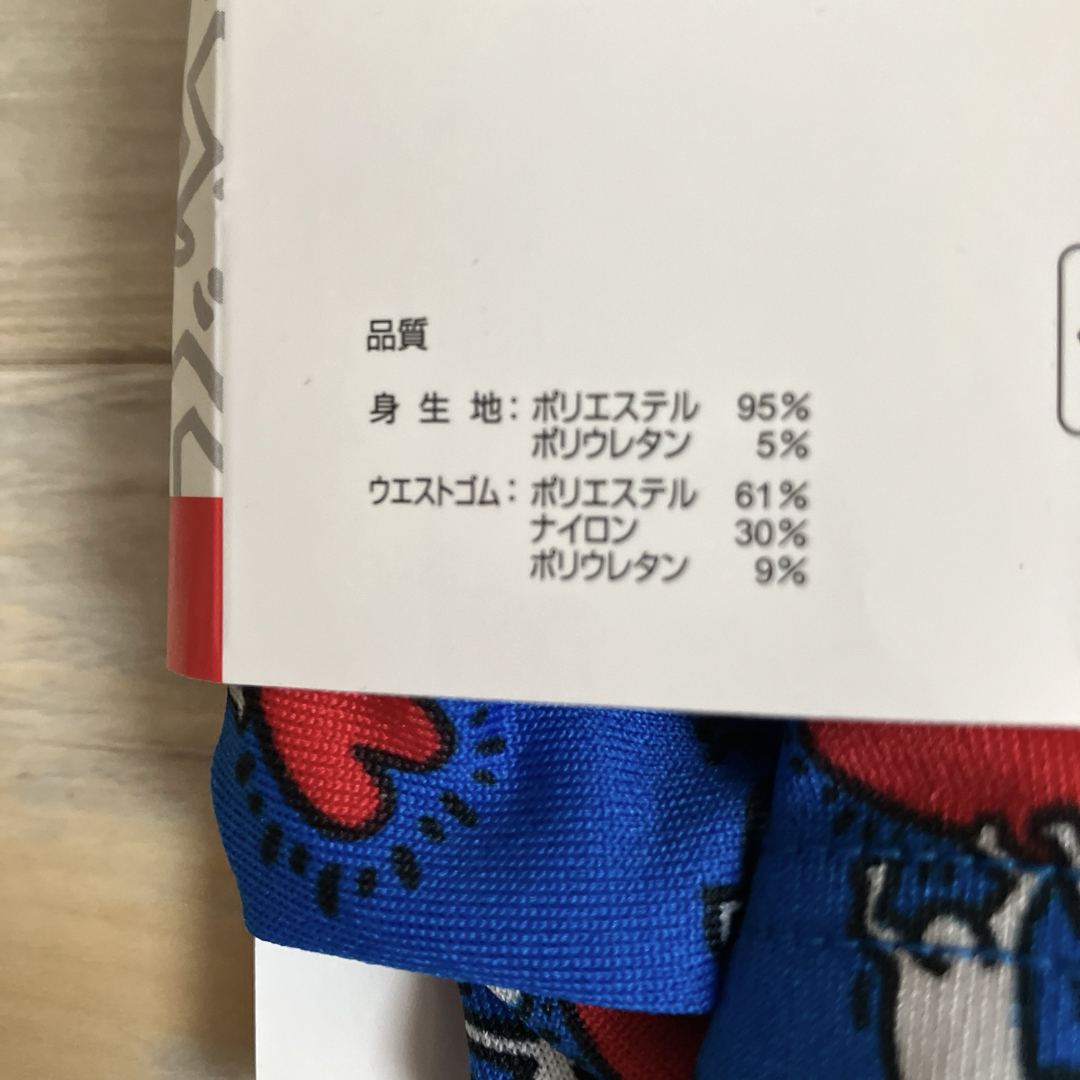 品質
身 生 地： ポリエステル 95%
ポリウレタン 5%
ウエストゴム： ポリエステル 61%
ナイロン 30%
ポリウレタン 9%